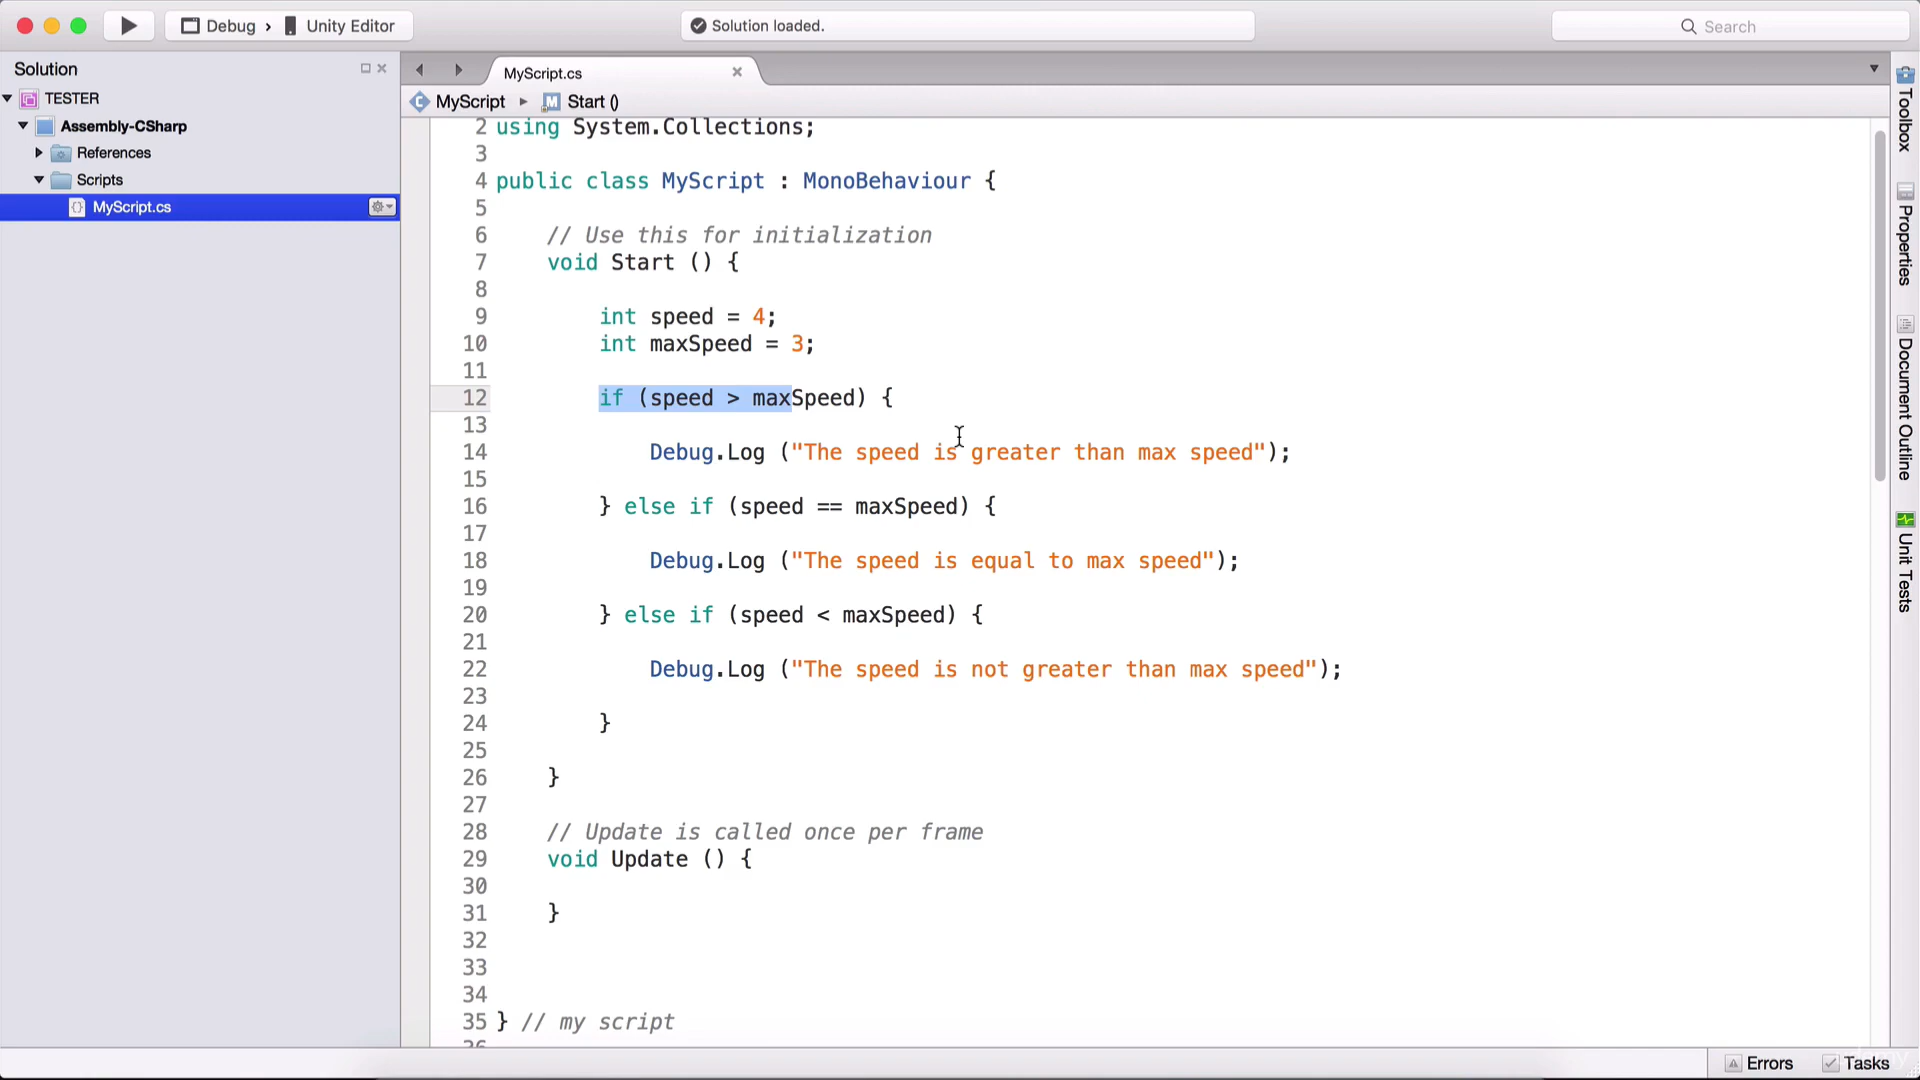 Debug › Unity Editor
Solution loaded.
Search
Solution
TESTER
Assembly-CSharp
References
Scripts
MyScript.cs
MyScript.cs
MyScript ▸ Start ()
2 using System.Collections;
3
4 public class MyScript : MonoBehaviour {
5
6 // Use this for initialization
7 void Start () {
8
9 int speed = 4;
10 int maxSpeed = 3;
11
12 if (speed > maxSpeed) {
13
14 Debug.Log ("The speed is greater than max speed");
15
16 } else if (speed == maxSpeed) {
17
18 Debug.Log ("The speed is equal to max speed");
19
20 } else if (speed < maxSpeed) {
21
22 Debug.Log ("The speed is not greater than max speed");
23
24 }
25
26 }
27
28 // Update is called once per frame
29 void Update () {
30
31 }
32
33
34
35 } // my script
Toolbox
Properties
Document Outline
Unit Tests
Errors
Tasks